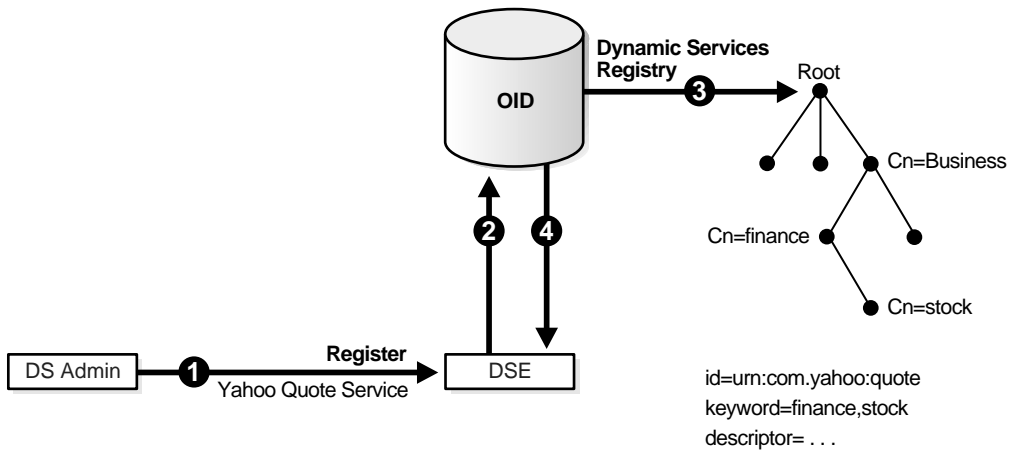 Dynamic Services
Registry
Root
OID
3
Cn=Business
2
4
Cn=finance
Cn=stock
Register
DS Admin
1
DSE
Yahoo Quote Service
id=urn:com.yahoo:quote
keyword=finance,stock
descriptor= . . .